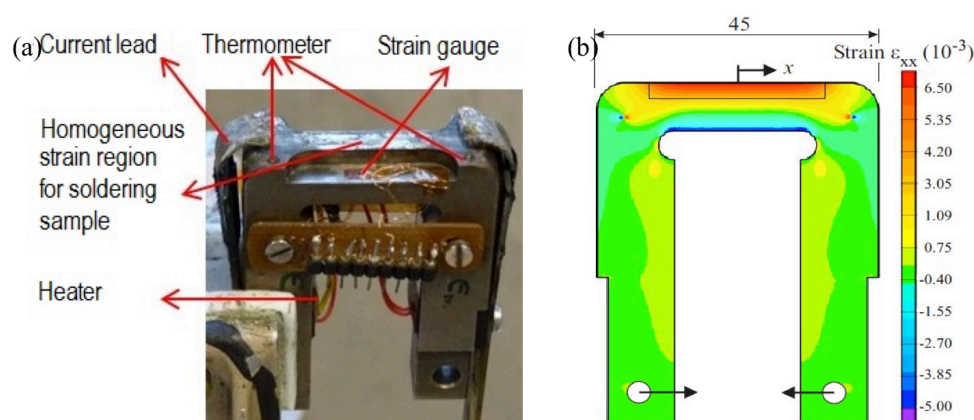 (a)
Current lead
Thermometer
Strain gauge
Homogeneous
strain region
for soldering
sample
Heater
(b)
45
Strain εxx (10-3)
x
6.50
5.35
4.20
3.05
1.09
0.75
-0.40
-1.55
-2.70
-3.85
-5.00